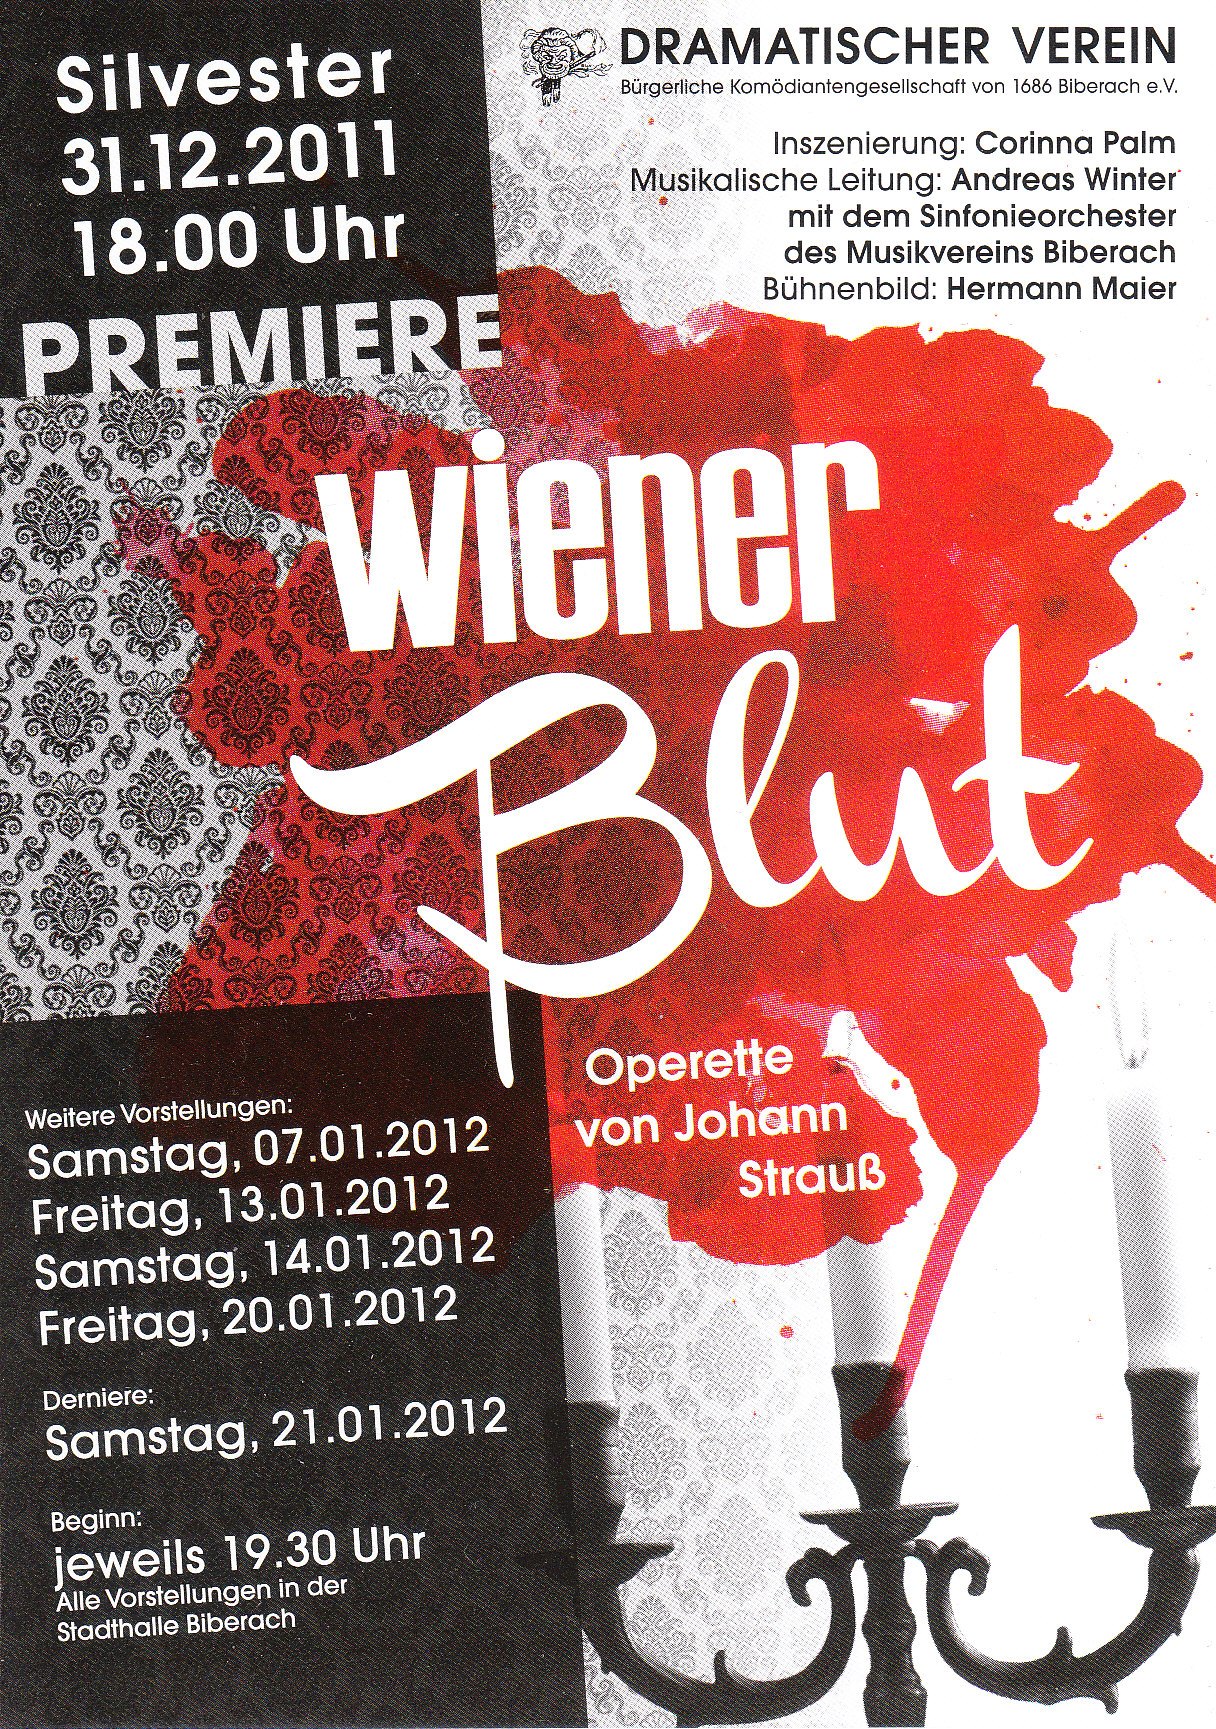 Silvester
31.12.2011
18.00 Uhr
PREMIERE
DRAMATISCHER VEREIN
Bürgerliche Komödiantengesellschaft von 1686 Biberach e.V.
Inszenierung: Corinna Palm
Musikalische Leitung: Andreas Winter
mit dem Sinfonieorchester
des Musikvereins Biberach
Bühnenbild: Hermann Maier
Wiener
Blut
Operette
von Johann
Strauß
Weitere Vorstellungen:
Samstag, 07.01.2012
Freitag, 13.01.2012
Samstag, 14.01.2012
Freitag, 20.01.2012
Derniere:
Samstag, 21.01.2012
Beginn:
jeweils 19.30 Uhr
Alle Vorstellungen in der
Stadthalle Biberach